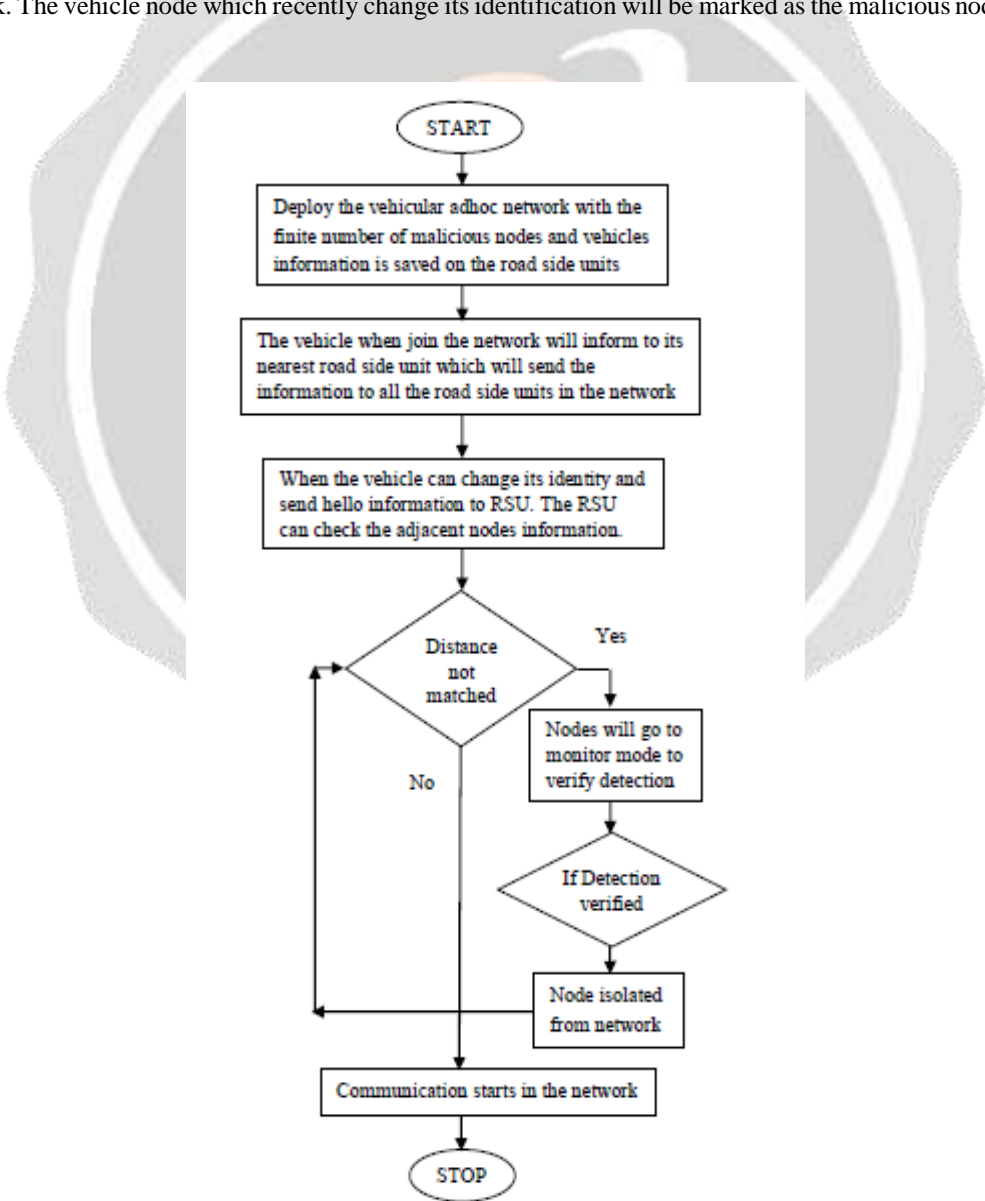 k. The vehicle node which recently change its identification will be marked as the malicious nod
START
Deploy the vehicular adhoc network with the
finite number of malicious nodes and vehicles
information is saved on the road side units
The vehicle when join the network will inform to its
nearest road side unit which will send the
information to all the road side units in the network
When the vehicle can change its identity and
send hello information to RSU. The RSU
can check the adjacent nodes information.
Distance
not
matched
Yes
Nodes will go to
monitor mode to
verify detection
No
If Detection
verified
Node isolated
from network
Communication starts in the network
STOP